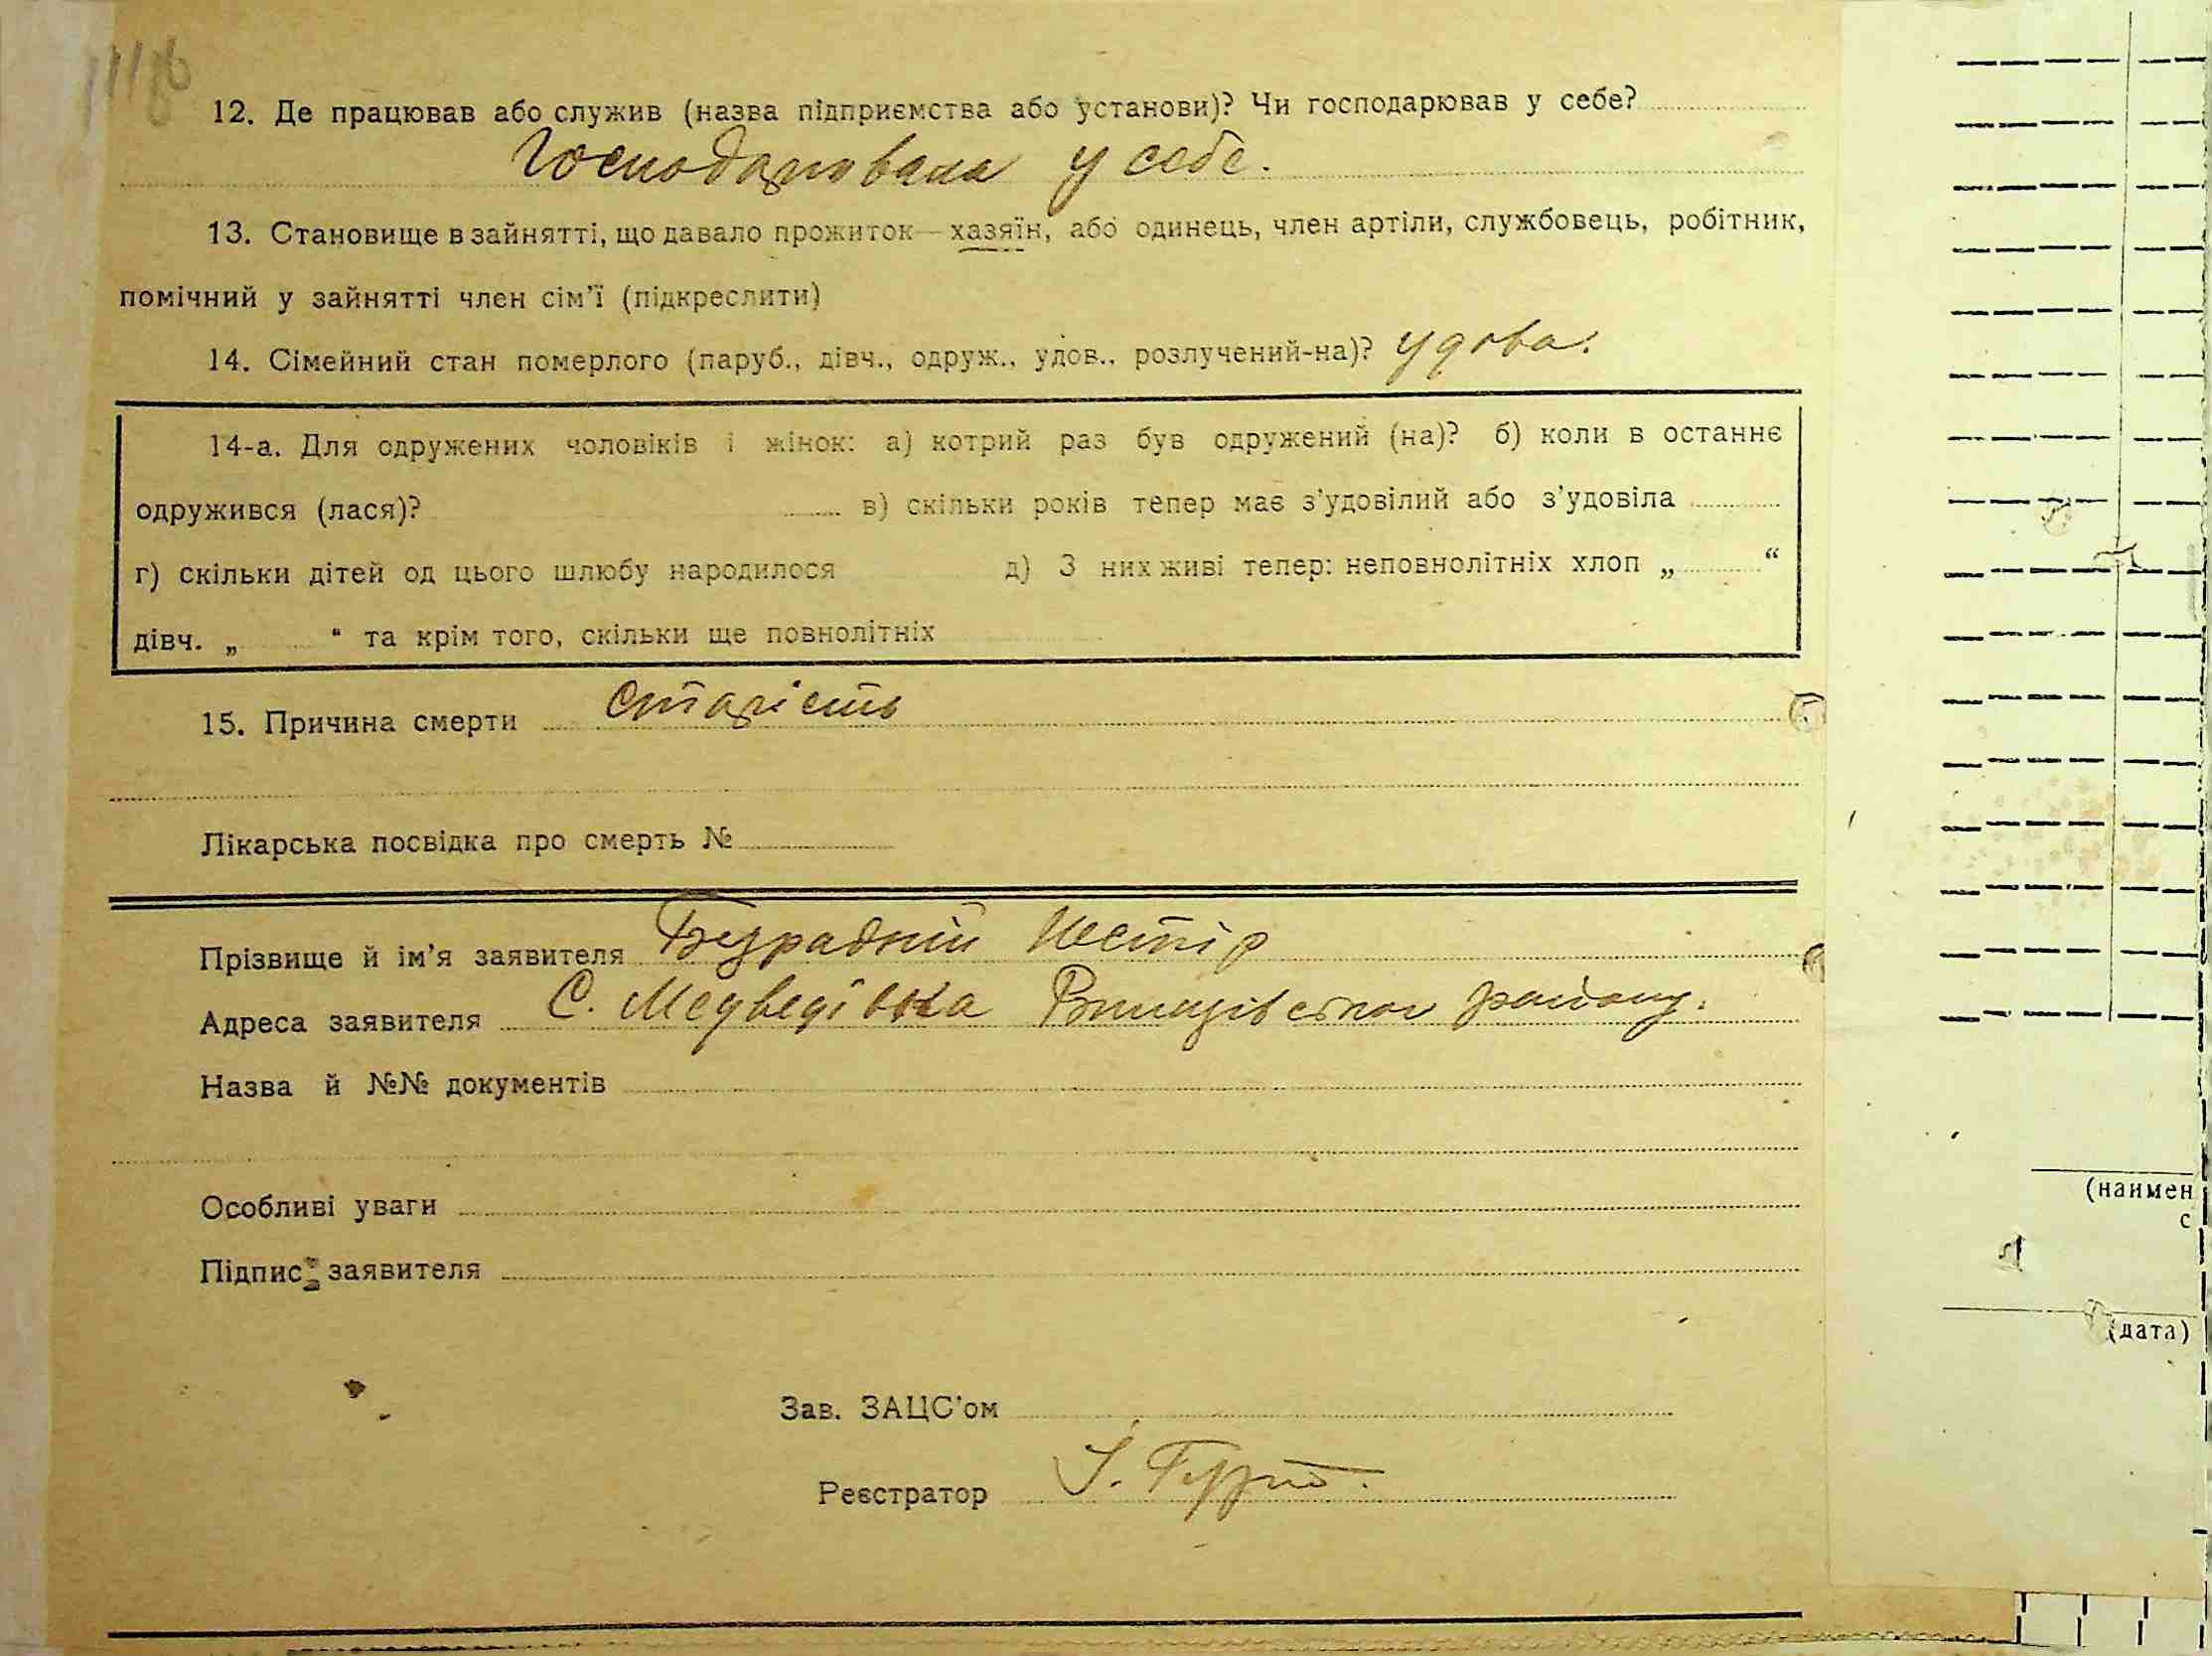 12. Де працював або служив (назва підприємства або установи)? Чи господарював у себе?
Господарювала у себе.
13. Становище в зайнятті, що давало прожиток — хазяїн, або одинець, член артіли, службовець, робітник,
помічний у зайнятті член сім’ї (підкреслити)
14. Сімейний стан померлого (паруб., дівч., одруж., удов., розлучений-на)? удова.
14-а. Для одружених чоловіків і жінок: а) котрий раз був одружений (на)? б) коли в останнє
одружився (лася)? в) скільки років тепер має з’удовілий або з’удовіла
г) скільки дітей од цього шлюбу народилося д) З них живі тепер: неповнолітніх хлоп „ “
дівч. „ “ та крім того, скільки ще повнолітніх
15. Причина смерти старість
Лікарська посвідка про смерть №
Прізвище й ім’я заявителя Безрадній Нестір
Адреса заявителя С. Медведівка району.
Назва й №№ документів
Особливі уваги
Підпис заявителя
Зав. ЗАЦС’ом
Реєстратор І.
(наимен
с
(дата)